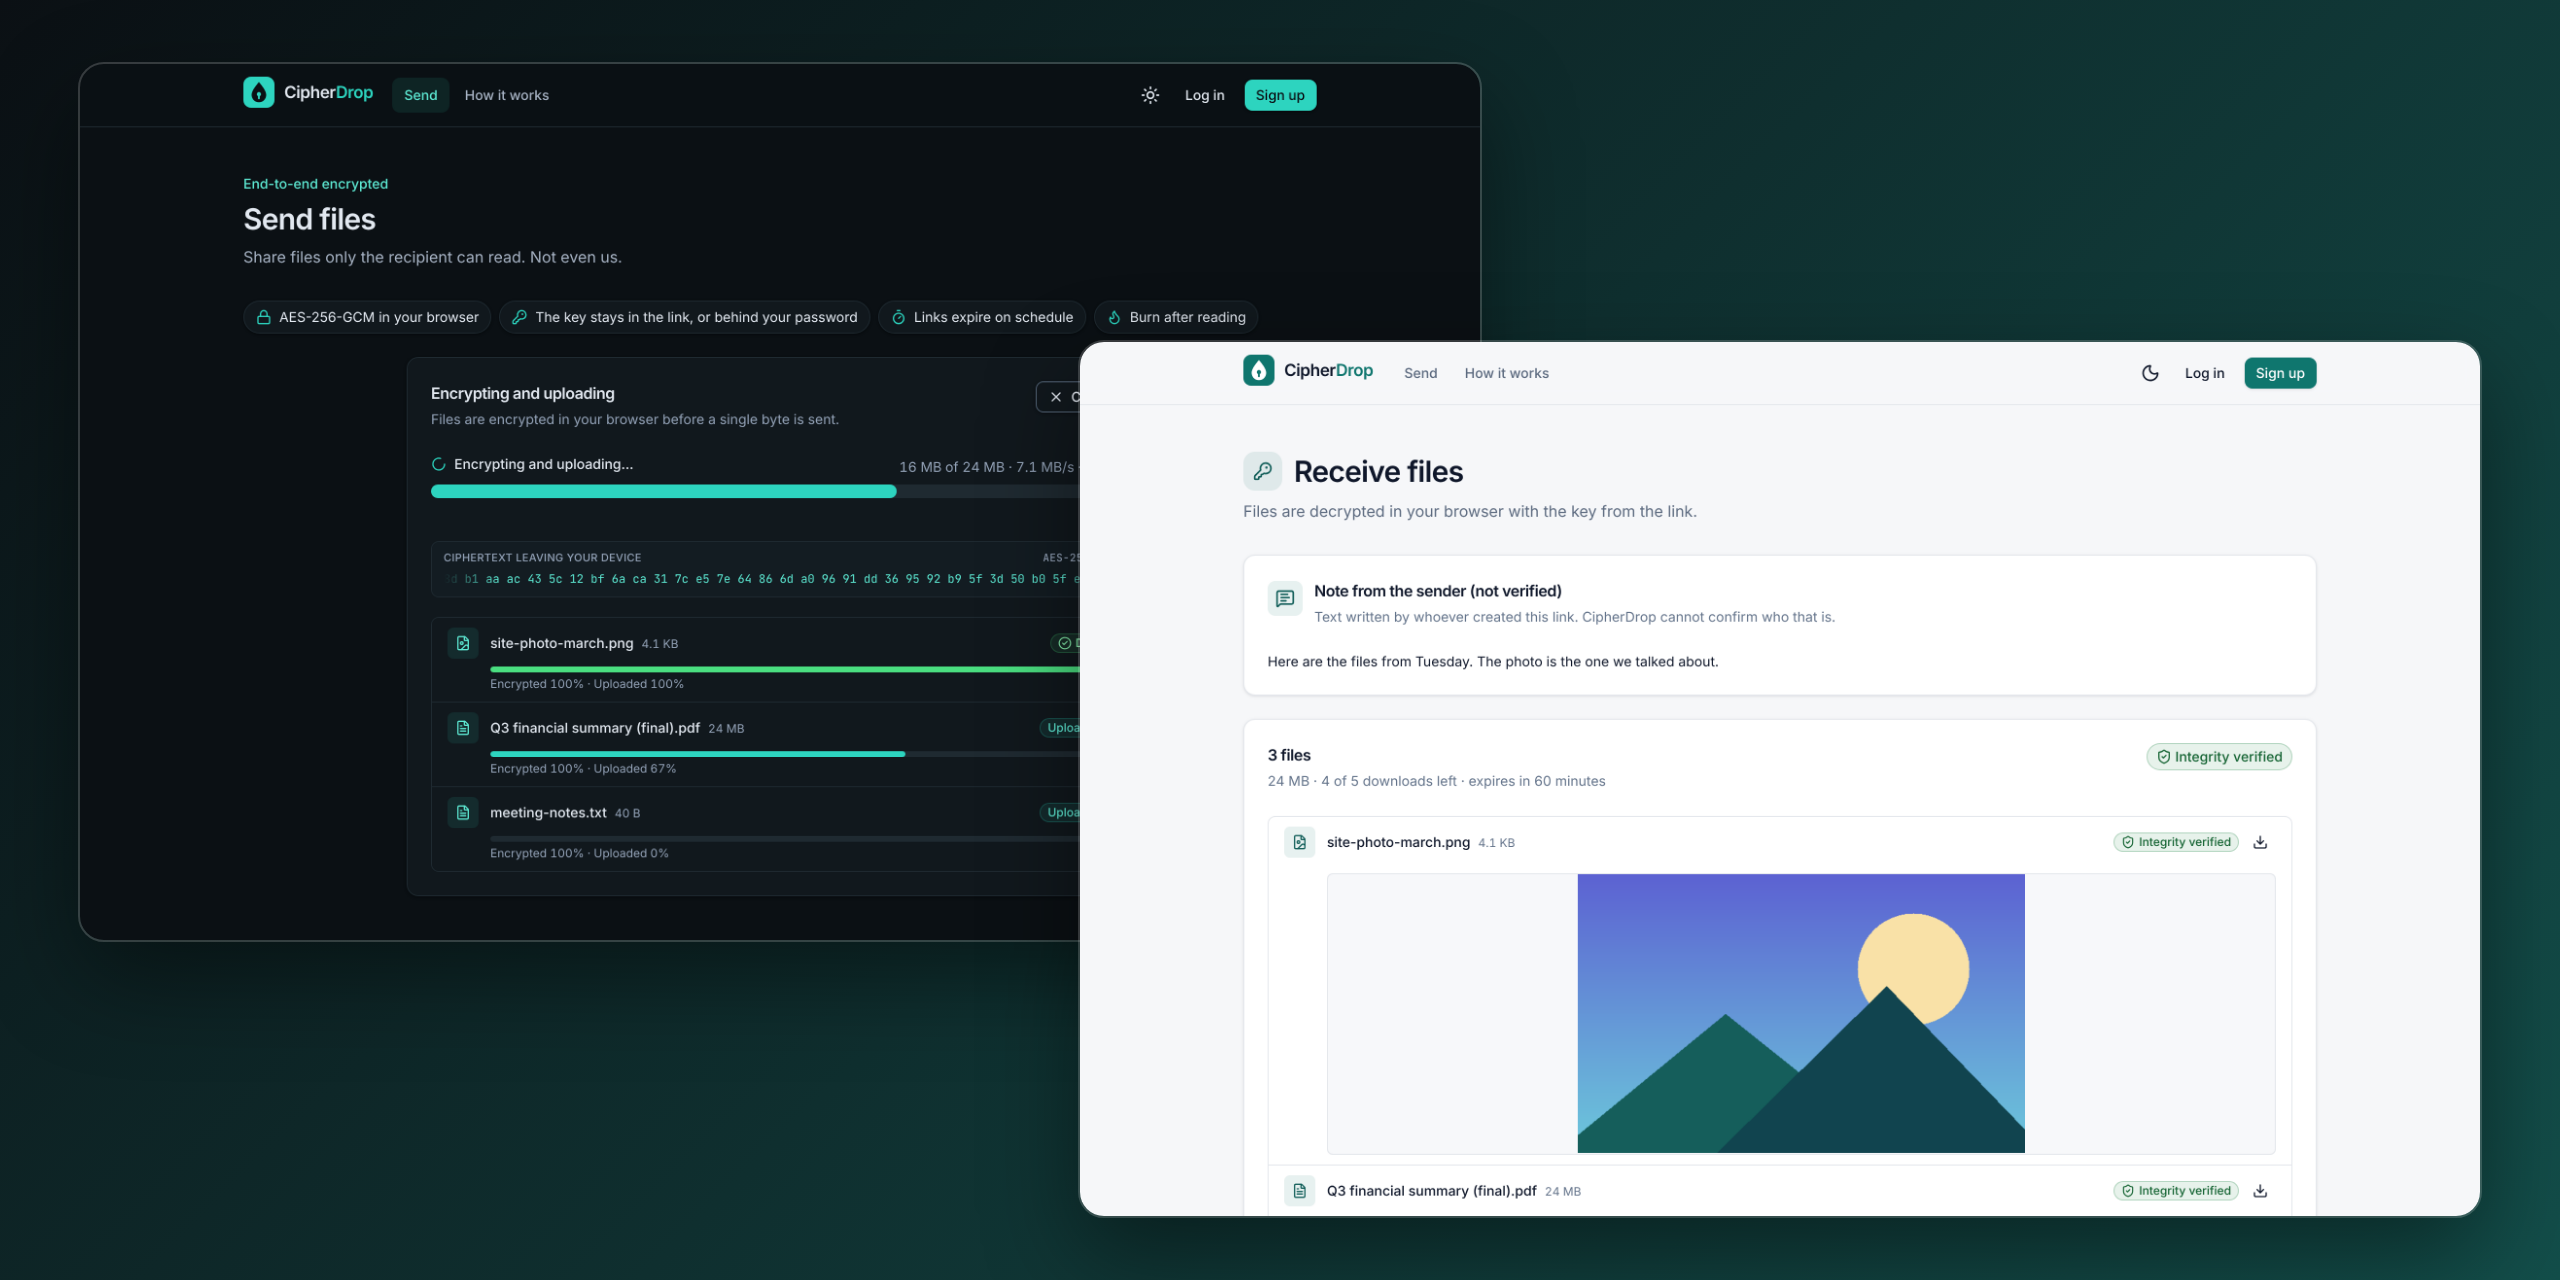 CipherDrop Send How it works Log in Sign up
End-to-end encrypted
Send files
Share files only the recipient can read. Not even us.
AES-256-GCM in your browser The key stays in the link, or behind your password Links expire on schedule Burn after reading
Encrypting and uploading
Files are encrypted in your browser before a single byte is sent.
Encrypting and uploading... 16 MB of 24 MB · 7.1 MB/s
CIPHERTEXT LEAVING YOUR DEVICE
b1 aa ac 43 5c 12 bf 6a ca 31 7c e5 7e 64 86 6d a0 96 91 dd 36 95 92 b9 5f 3d 50 b0 5f
site-photo-march.png 4.1 KB
Encrypted 100% · Uploaded 100%
Q3 financial summary (final).pdf 24 MB
Encrypted 100% · Uploaded 67%
meeting-notes.txt 40 B
Encrypted 100% · Uploaded 0%
CipherDrop Send How it works Log in Sign up
Receive files
Files are decrypted in your browser with the key from the link.
Note from the sender (not verified)
Text written by whoever created this link. CipherDrop cannot confirm who that is.
Here are the files from Tuesday. The photo is the one we talked about.
3 files Integrity verified
24 MB · 4 of 5 downloads left · expires in 60 minutes
site-photo-march.png 4.1 KB Integrity verified
Q3 financial summary (final).pdf 24 MB Integrity verified